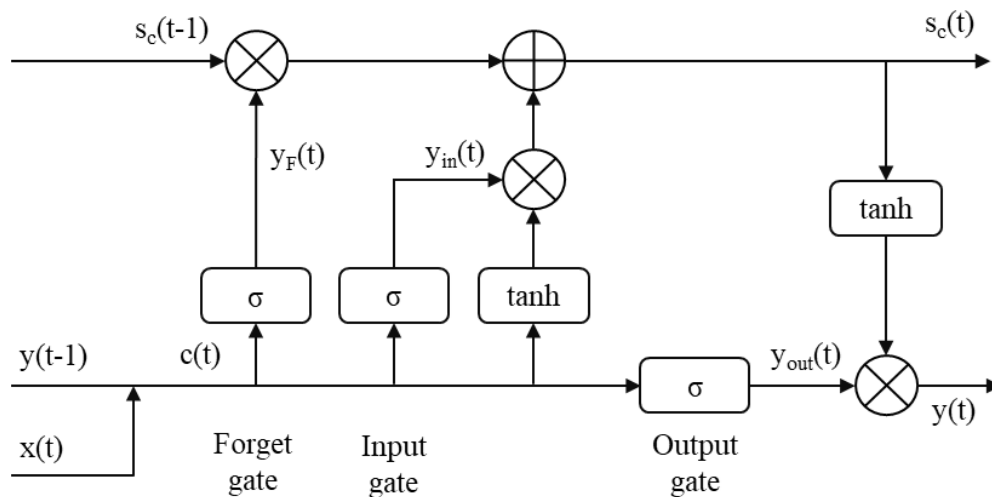 s_c(t-1)
s_c(t)
y_F(t)
y_in(t)
tanh
σ
σ
tanh
y(t-1)
c(t)
σ
y_out(t)
x(t)
y(t)
Forget
gate
Input
gate
Output
gate